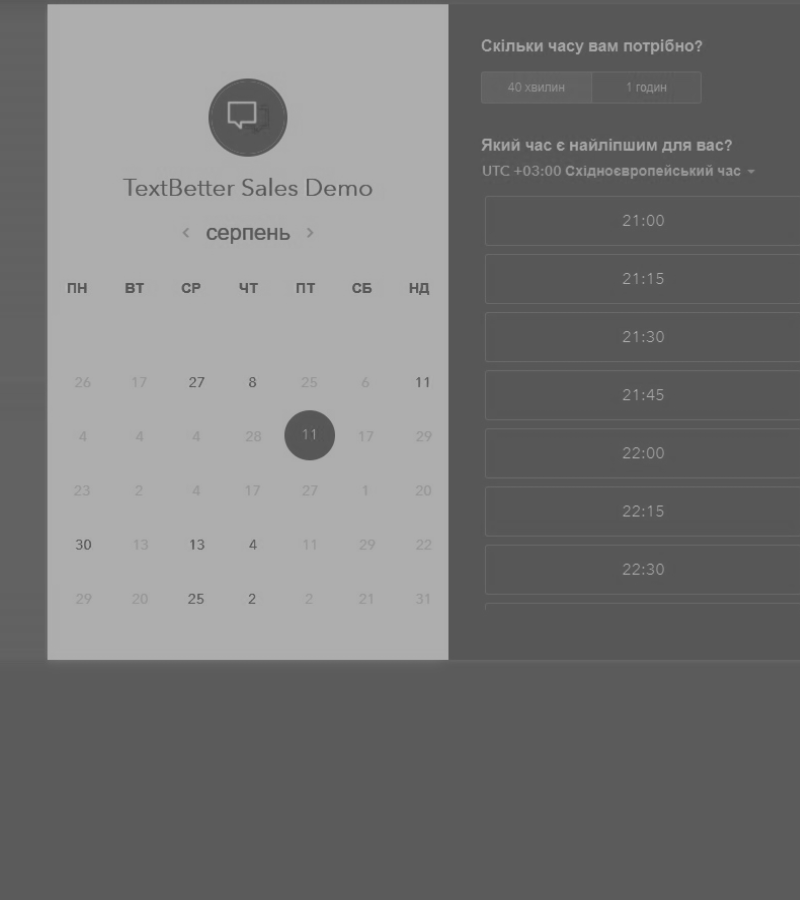 TextBetter Sales Demo
серпень
ПН ВТ СР ЧТ ПТ СБ НД
26 17 27 8 25 6 11
4 4 4 28 11 17 29
23 2 4 17 27 1 20
30 13 13 4 11 29 22
29 20 25 2 2 21 31
Скільки часу вам потрібно?
40 хвилин 1 годин
Який час є найліпшим для вас?
UTC +03:00 Східноєвропейський час
21:00
21:15
21:30
21:45
22:00
22:15
22:30